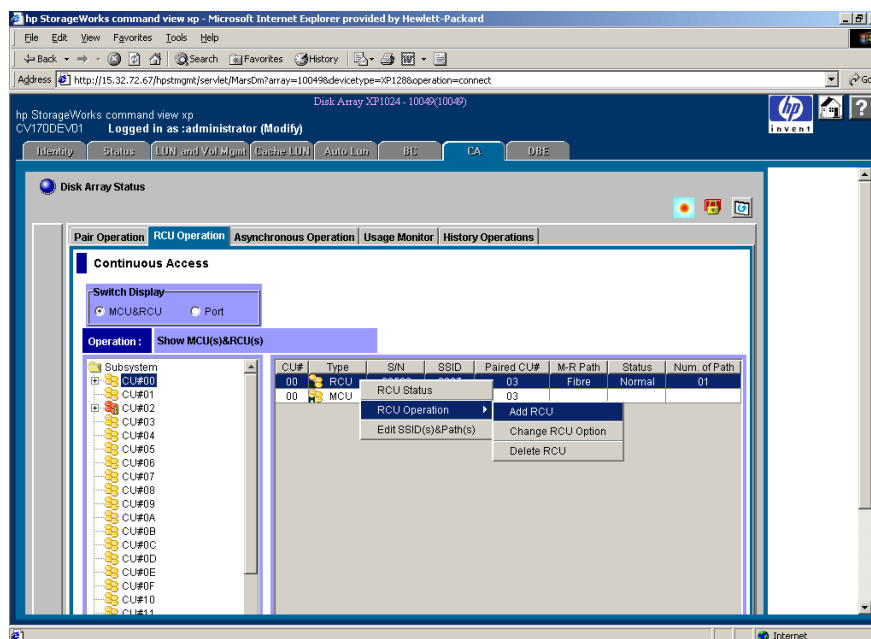 hp StorageWorks command view xp - Microsoft Internet Explorer provided by Hewlett-Packard
File Edit View Favorites Tools Help
Back Search Favorites History
Address http://15.32.72.67/hpstmgmt/servlet/MarsDm?array=10049&devicetype=XP128&operation=connect Go
Disk Array XP1024 - 10049(10049)
hp StorageWorks command view xp
CV170DEV01 Logged in as :administrator (Modify)
hp
invent
?
Identity Status LUN and Vol Mgmt Cache LUN Auto Lun BC CA DBE
Disk Array Status
Pair Operation RCU Operation Asynchronous Operation Usage Monitor History Operations
Continuous Access
Switch Display
MCU&RCU Port
Operation : Show MCU(s)&RCU(s)
Subsystem
CU#00
CU#01
CU#02
CU#03
CU#04
CU#05
CU#06
CU#07
CU#08
CU#09
CU#0A
CU#0B
CU#0C
CU#0D
CU#0E
CU#0F
CU#10
CU#11
CU# Type S/N SSID Paired CU# M-R Path Status Num. of Path
00 RCU 03 Fibre Normal 01
00 MCU 03
RCU Status
RCU Operation
Edit SSID(s)&Path(s)
Add RCU
Change RCU Option
Delete RCU
Internet